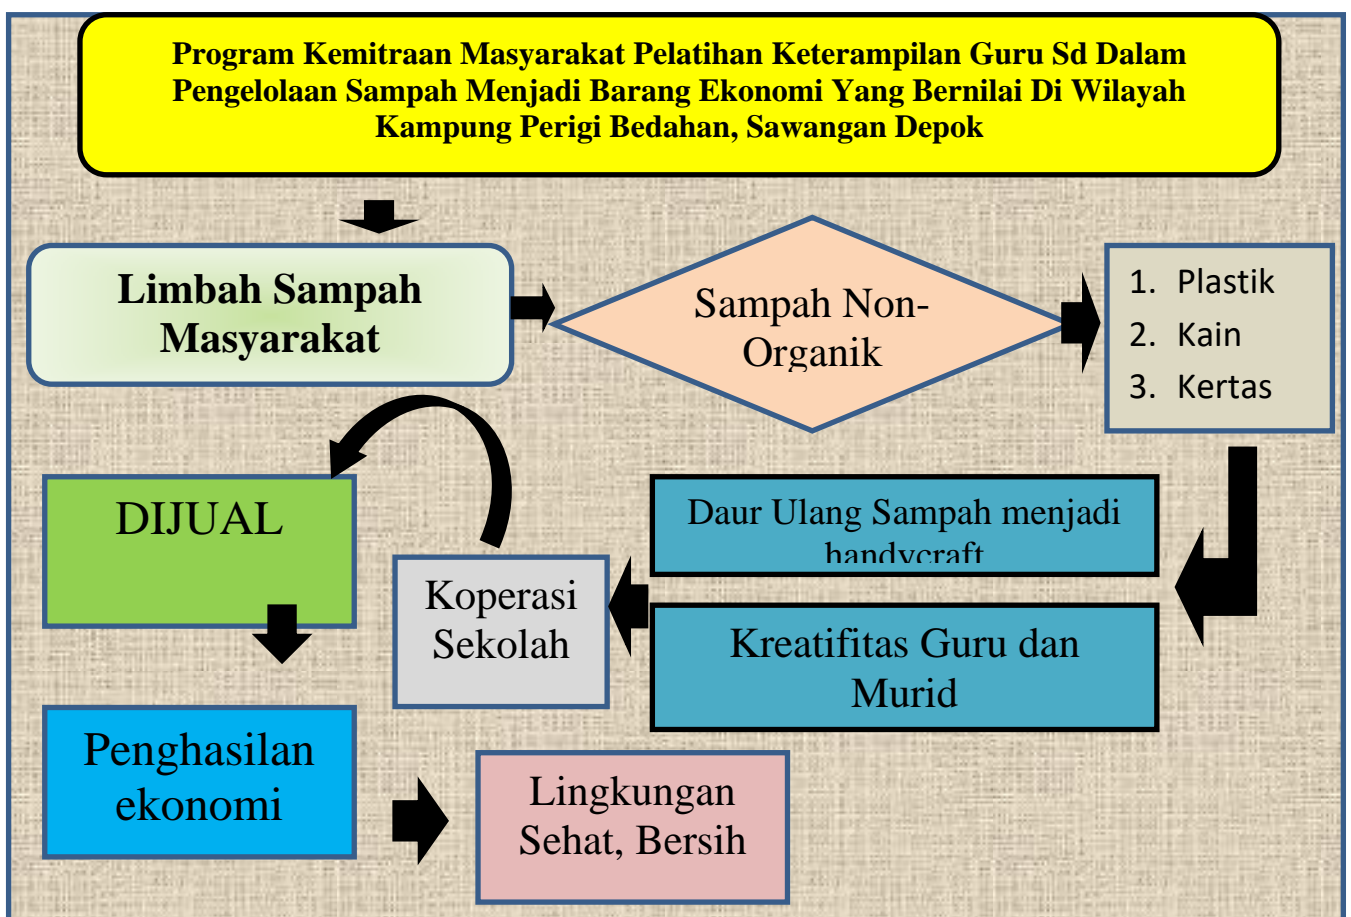 Program Kemitraan Masyarakat Pelatihan Keterampilan Guru Sd Dalam
Pengelolaan Sampah Menjadi Barang Ekonomi Yang Bernilai Di Wilayah
Kampung Perigi Bedahan, Sawangan Depok
Limbah Sampah
Masyarakat
Sampah Non-
Organik
1. Plastik
2. Kain
3. Kertas
Daur Ulang Sampah menjadi
handycraft
Kreatifitas Guru dan
Murid
Koperasi
Sekolah
DIJUAL
Penghasilan
ekonomi
Lingkungan
Sehat, Bersih